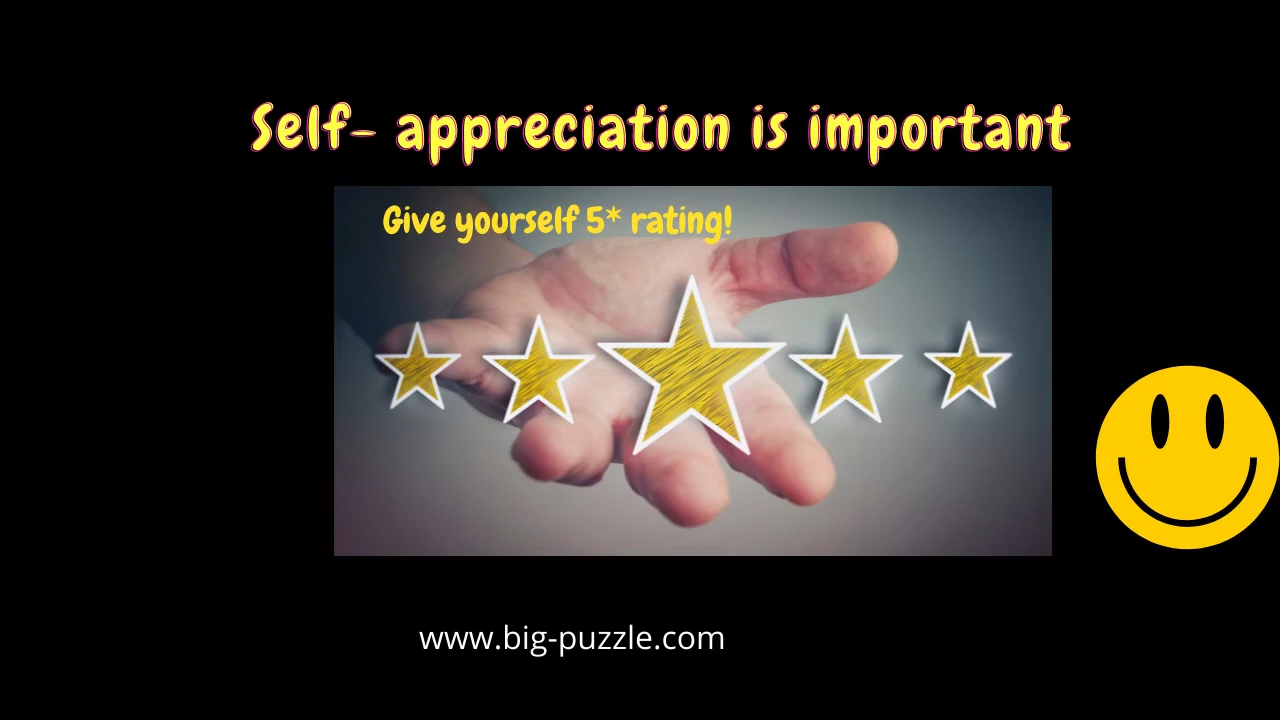 Self- appreciation is important
Give yourself 5* rating!
www.big-puzzle.com